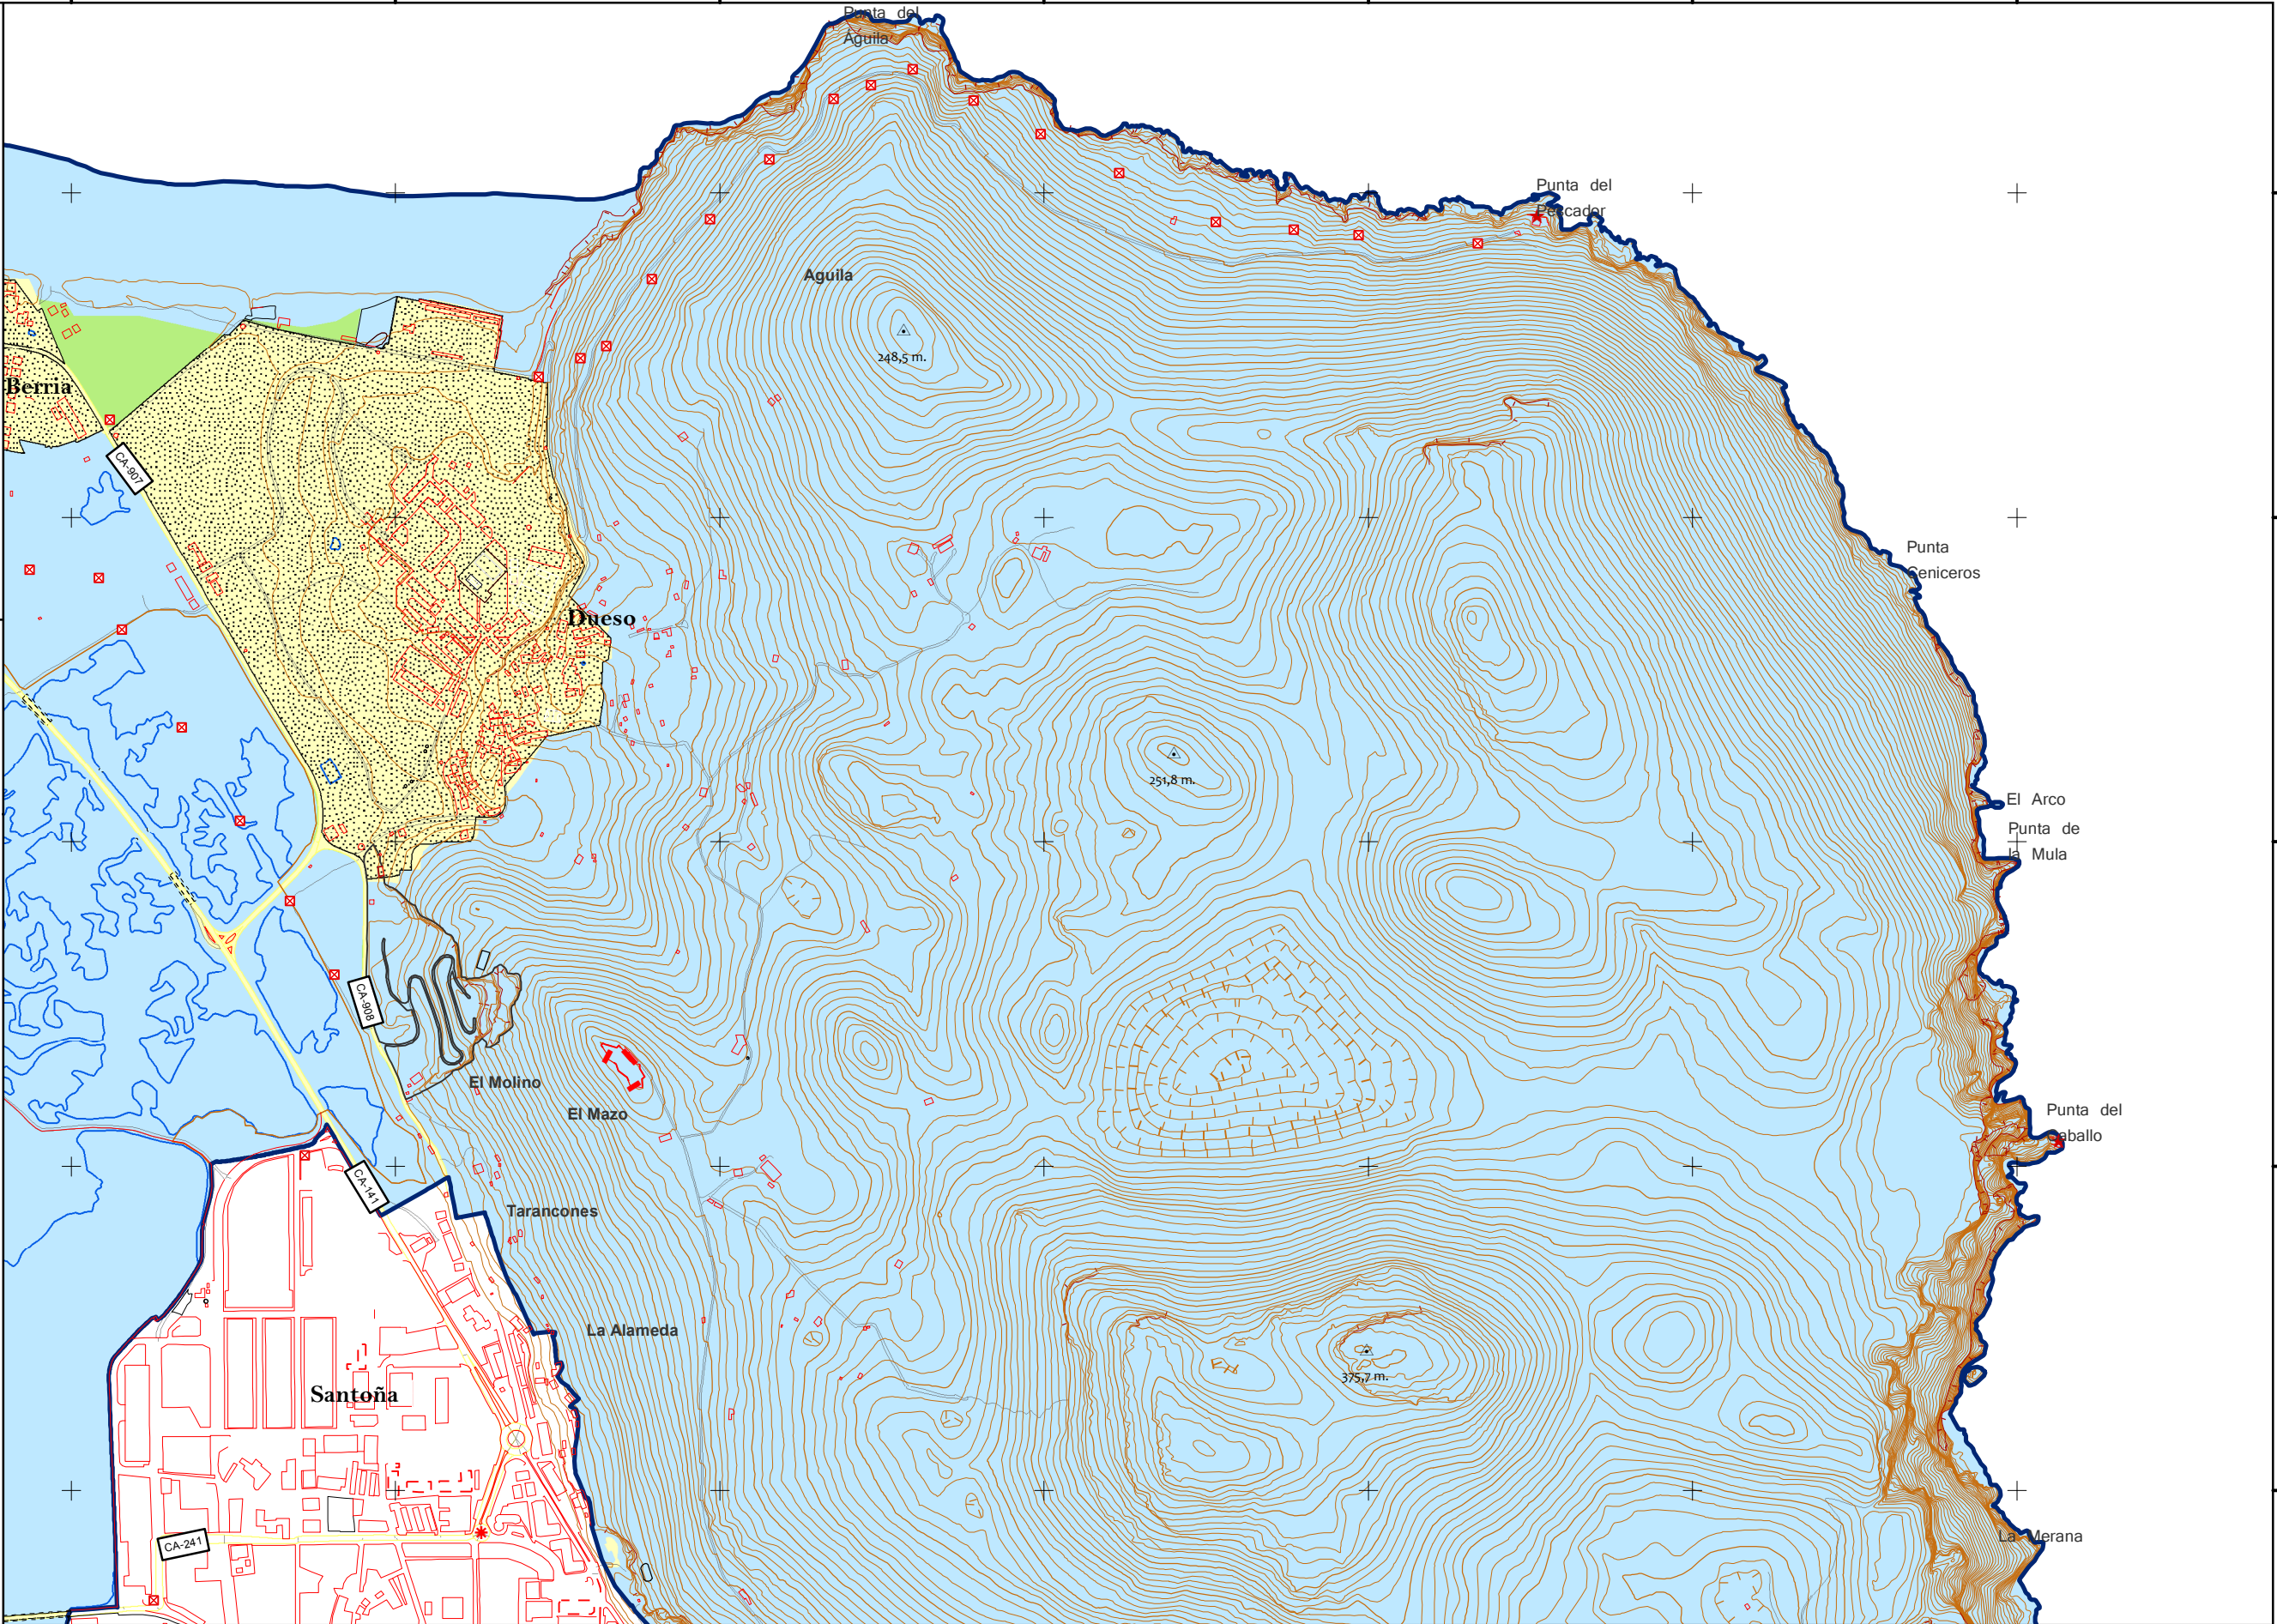 Punta del
Aguila
Punta del
Pescador
Aguila
248,5 m.
Berria
CA-907
Punta
Ceniceros
Dueso
251,8 m.
El Arco
Punta de
la Mula
CA-908
El Molino
El Mazo
Punta del
Caballo
CA-141
Tarancones
La Alameda
375,7 m.
Santoña
CA-241
La Merana